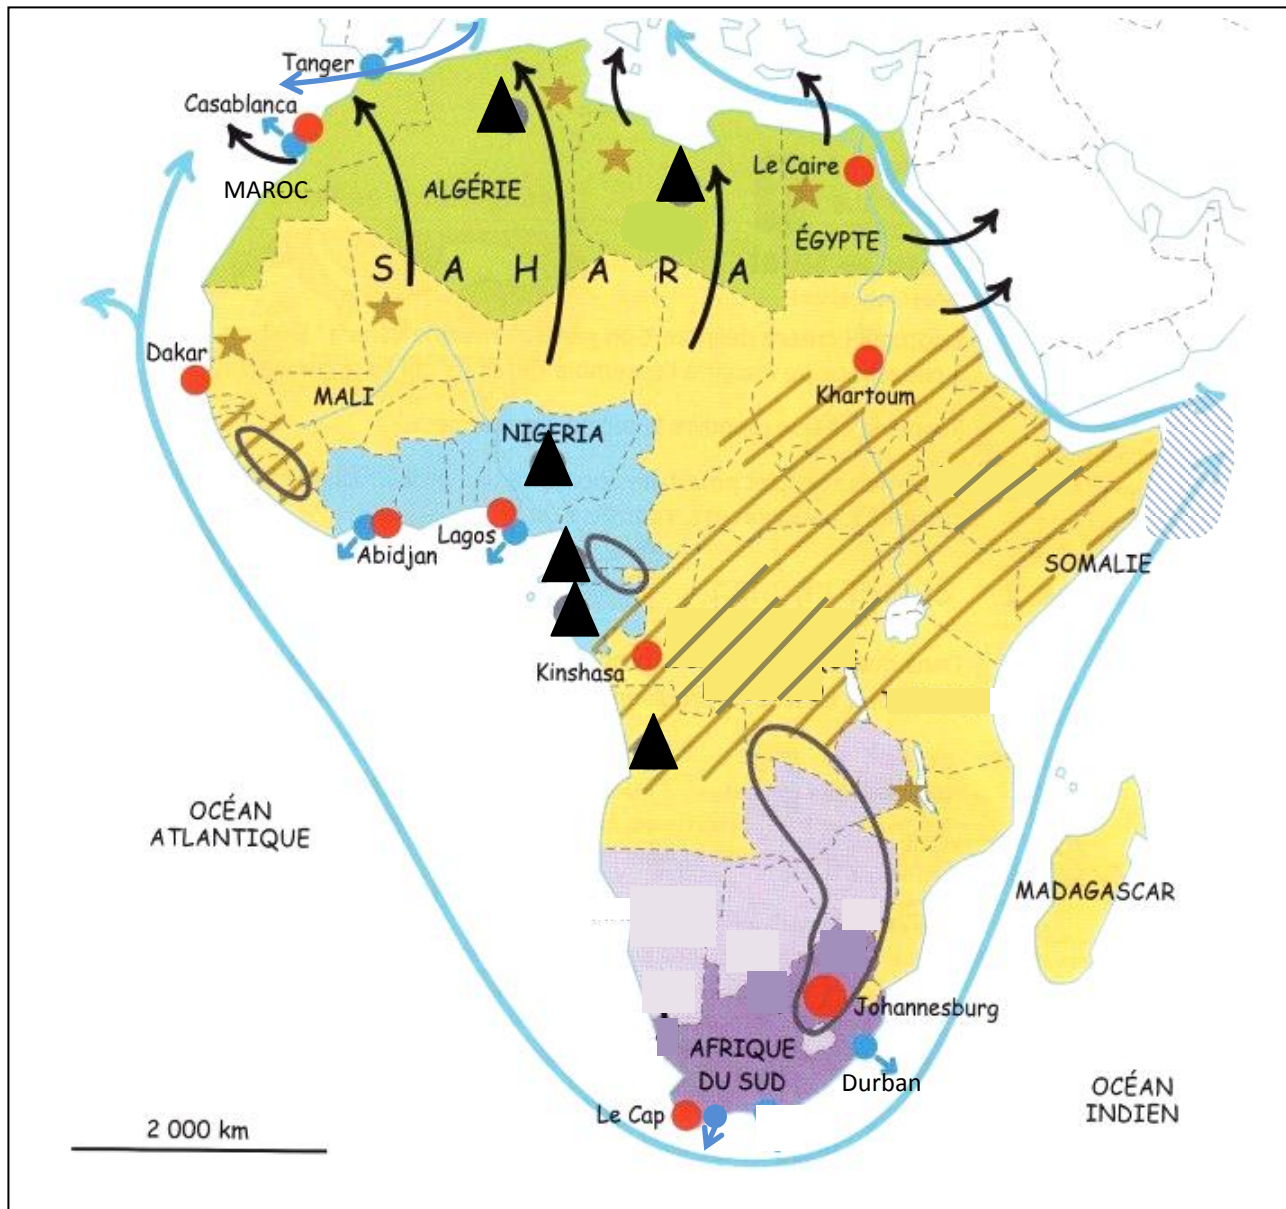 Tanger
Casablanca
MAROC
ALGÉRIE
Le Caire
ÉGYPTE
S A H A R A
Dakar
MALI
Khartoum
NIGERIA
Lagos
Abidjan
SOMALIE
Kinshasa
OCÉAN
ATLANTIQUE
MADAGASCAR
Johannesburg
AFRIQUE
DU SUD
Durban
OCÉAN
INDIEN
Le Cap
2 000 km